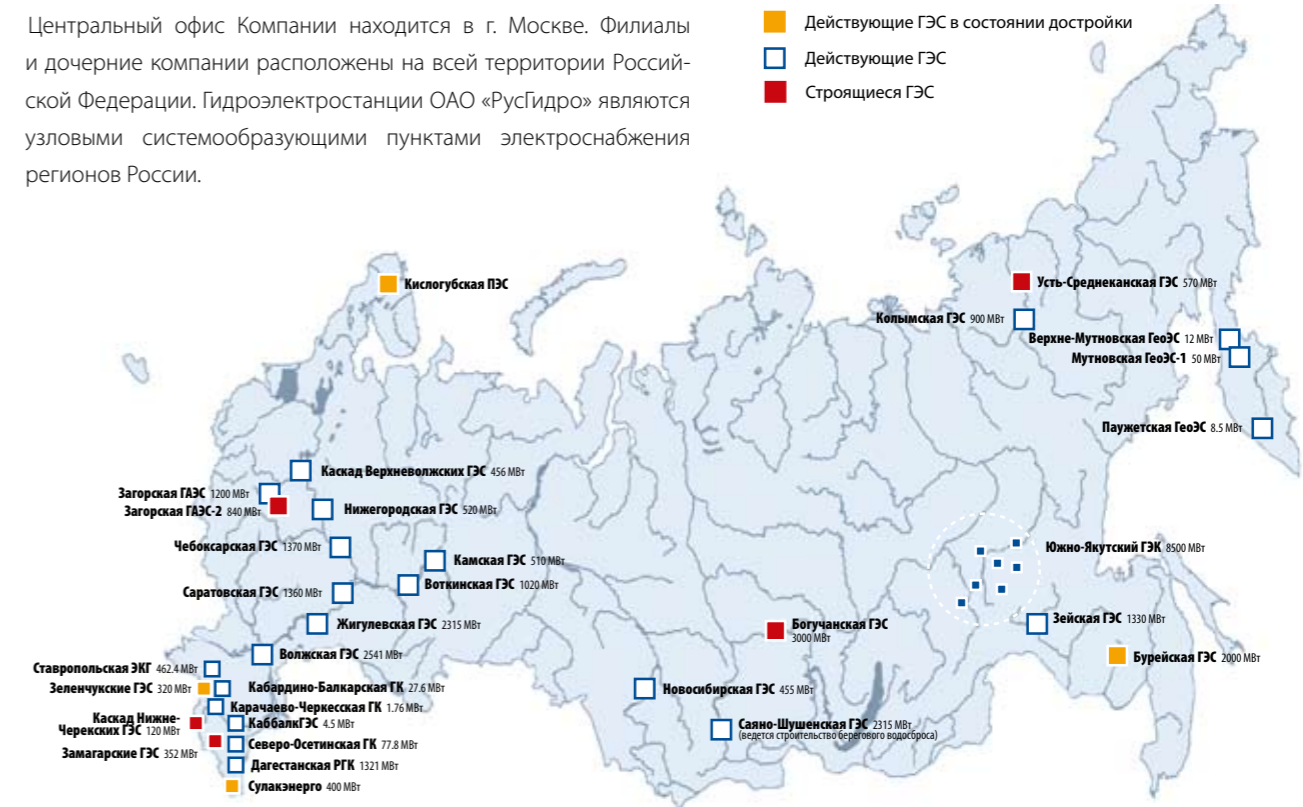 Центральный офис Компании находится в г. Москве. Филиалы
и дочерние компании расположены на всей территории Россий-
ской Федерации. Гидроэлектростанции ОАО «РусГидро» являются
узловыми системообразующими пунктами электроснабжения
регионов России.
Действующие ГЭС в состоянии достройки
Действующие ГЭС
Строящиеся ГЭС
Кислогубская ПЭС
Усть-Среднеканская ГЭС 570 МВт
Колымская ГЭС 900 МВт
Верхне-Мутновская ГеоЭС 12 МВт
Мутновская ГеоЭС-1 50 МВт
Паужетская ГеоЭС 8.5 МВт
Каскад Верхневолжских ГЭС 456 МВт
Загорская ГАЭС 1200 МВт
Загорская ГАЭС-2 840 МВт
Нижегородская ГЭС 520 МВт
Чебоксарская ГЭС 1370 МВт
Камская ГЭС 510 МВт
Воткинская ГЭС 1020 МВт
Саратовская ГЭС 1360 МВт
Жигулевская ГЭС 2315 МВт
Волжская ГЭС 2541 МВт
Южно-Якутский ГЭК 8500 МВт
Зейская ГЭС 1330 МВт
Бурейская ГЭС 2000 МВт
Богучанская ГЭС
3000 МВт
Новосибирская ГЭС 455 МВт
Саяно-Шушенская ГЭС 2315 МВт
(ведется строительство берегового водосброса)
Ставропольская ЭКГ 462.4 МВт
Зеленчукские ГЭС 320 МВт
Кабардино-Балкарская ГК 27.6 МВт
Карачаево-Черкесская ГК 1.76 МВт
Каскад Нижне-
Черекских ГЭС 120 МВт
КаббалкГЭС 4.5 МВт
Замагарские ГЭС 352 МВт
Северо-Осетинская ГК 77.8 МВт
Дагестанская РГК 1321 МВт
Сулакэнерго 400 МВт